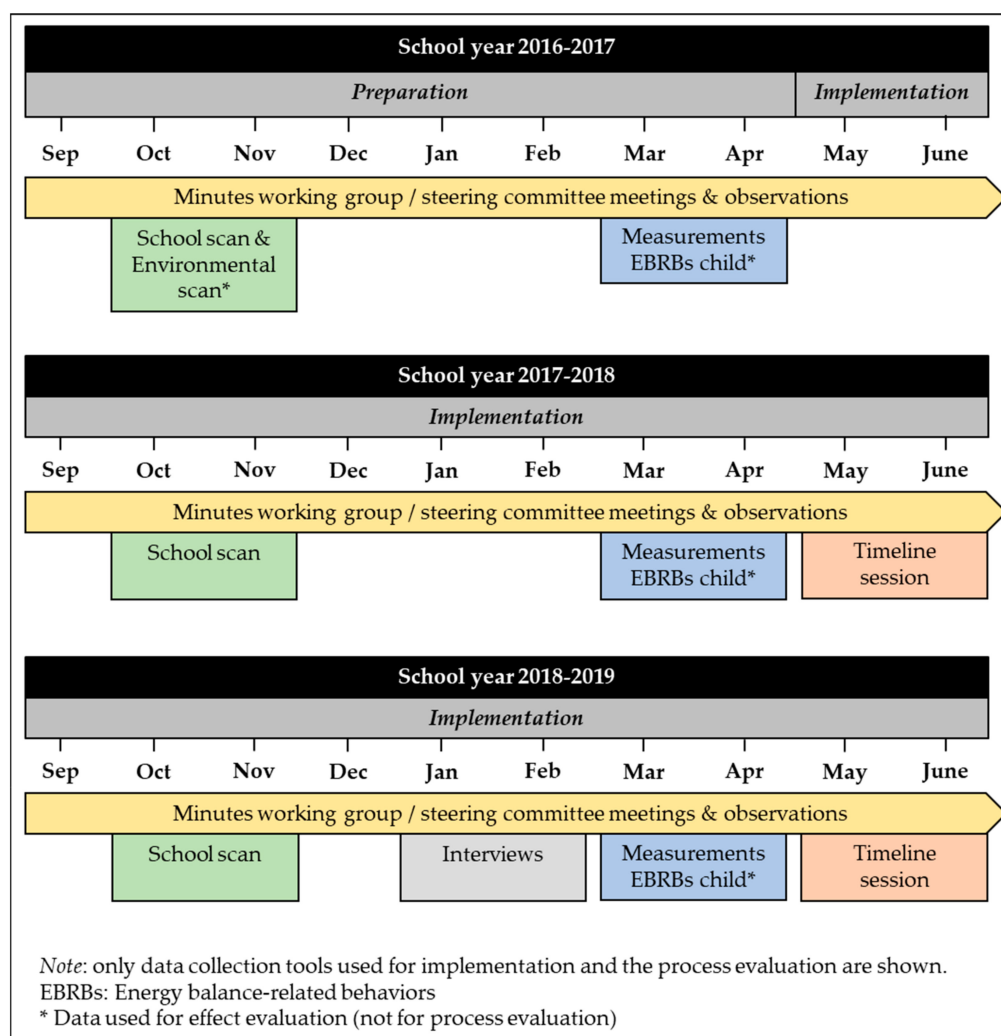 School year 2016-2017
Preparation Implementation
Sep Oct Nov Dec Jan Feb Mar Apr May June
Minutes working group / steering committee meetings & observations
School scan &
Environmental
scan*
Measurements
EBRBs child*
School year 2017-2018
Implementation
Sep Oct Nov Dec Jan Feb Mar Apr May June
Minutes working group / steering committee meetings & observations
School scan
Measurements
EBRBs child*
Timeline
session
School year 2018-2019
Implementation
Sep Oct Nov Dec Jan Feb Mar Apr May June
Minutes working group / steering committee meetings & observations
School scan
Interviews
Measurements
EBRBs child*
Timeline
session
Note: only data collection tools used for implementation and the process evaluation are shown.
EBRBs: Energy balance-related behaviors
* Data used for effect evaluation (not for process evaluation)